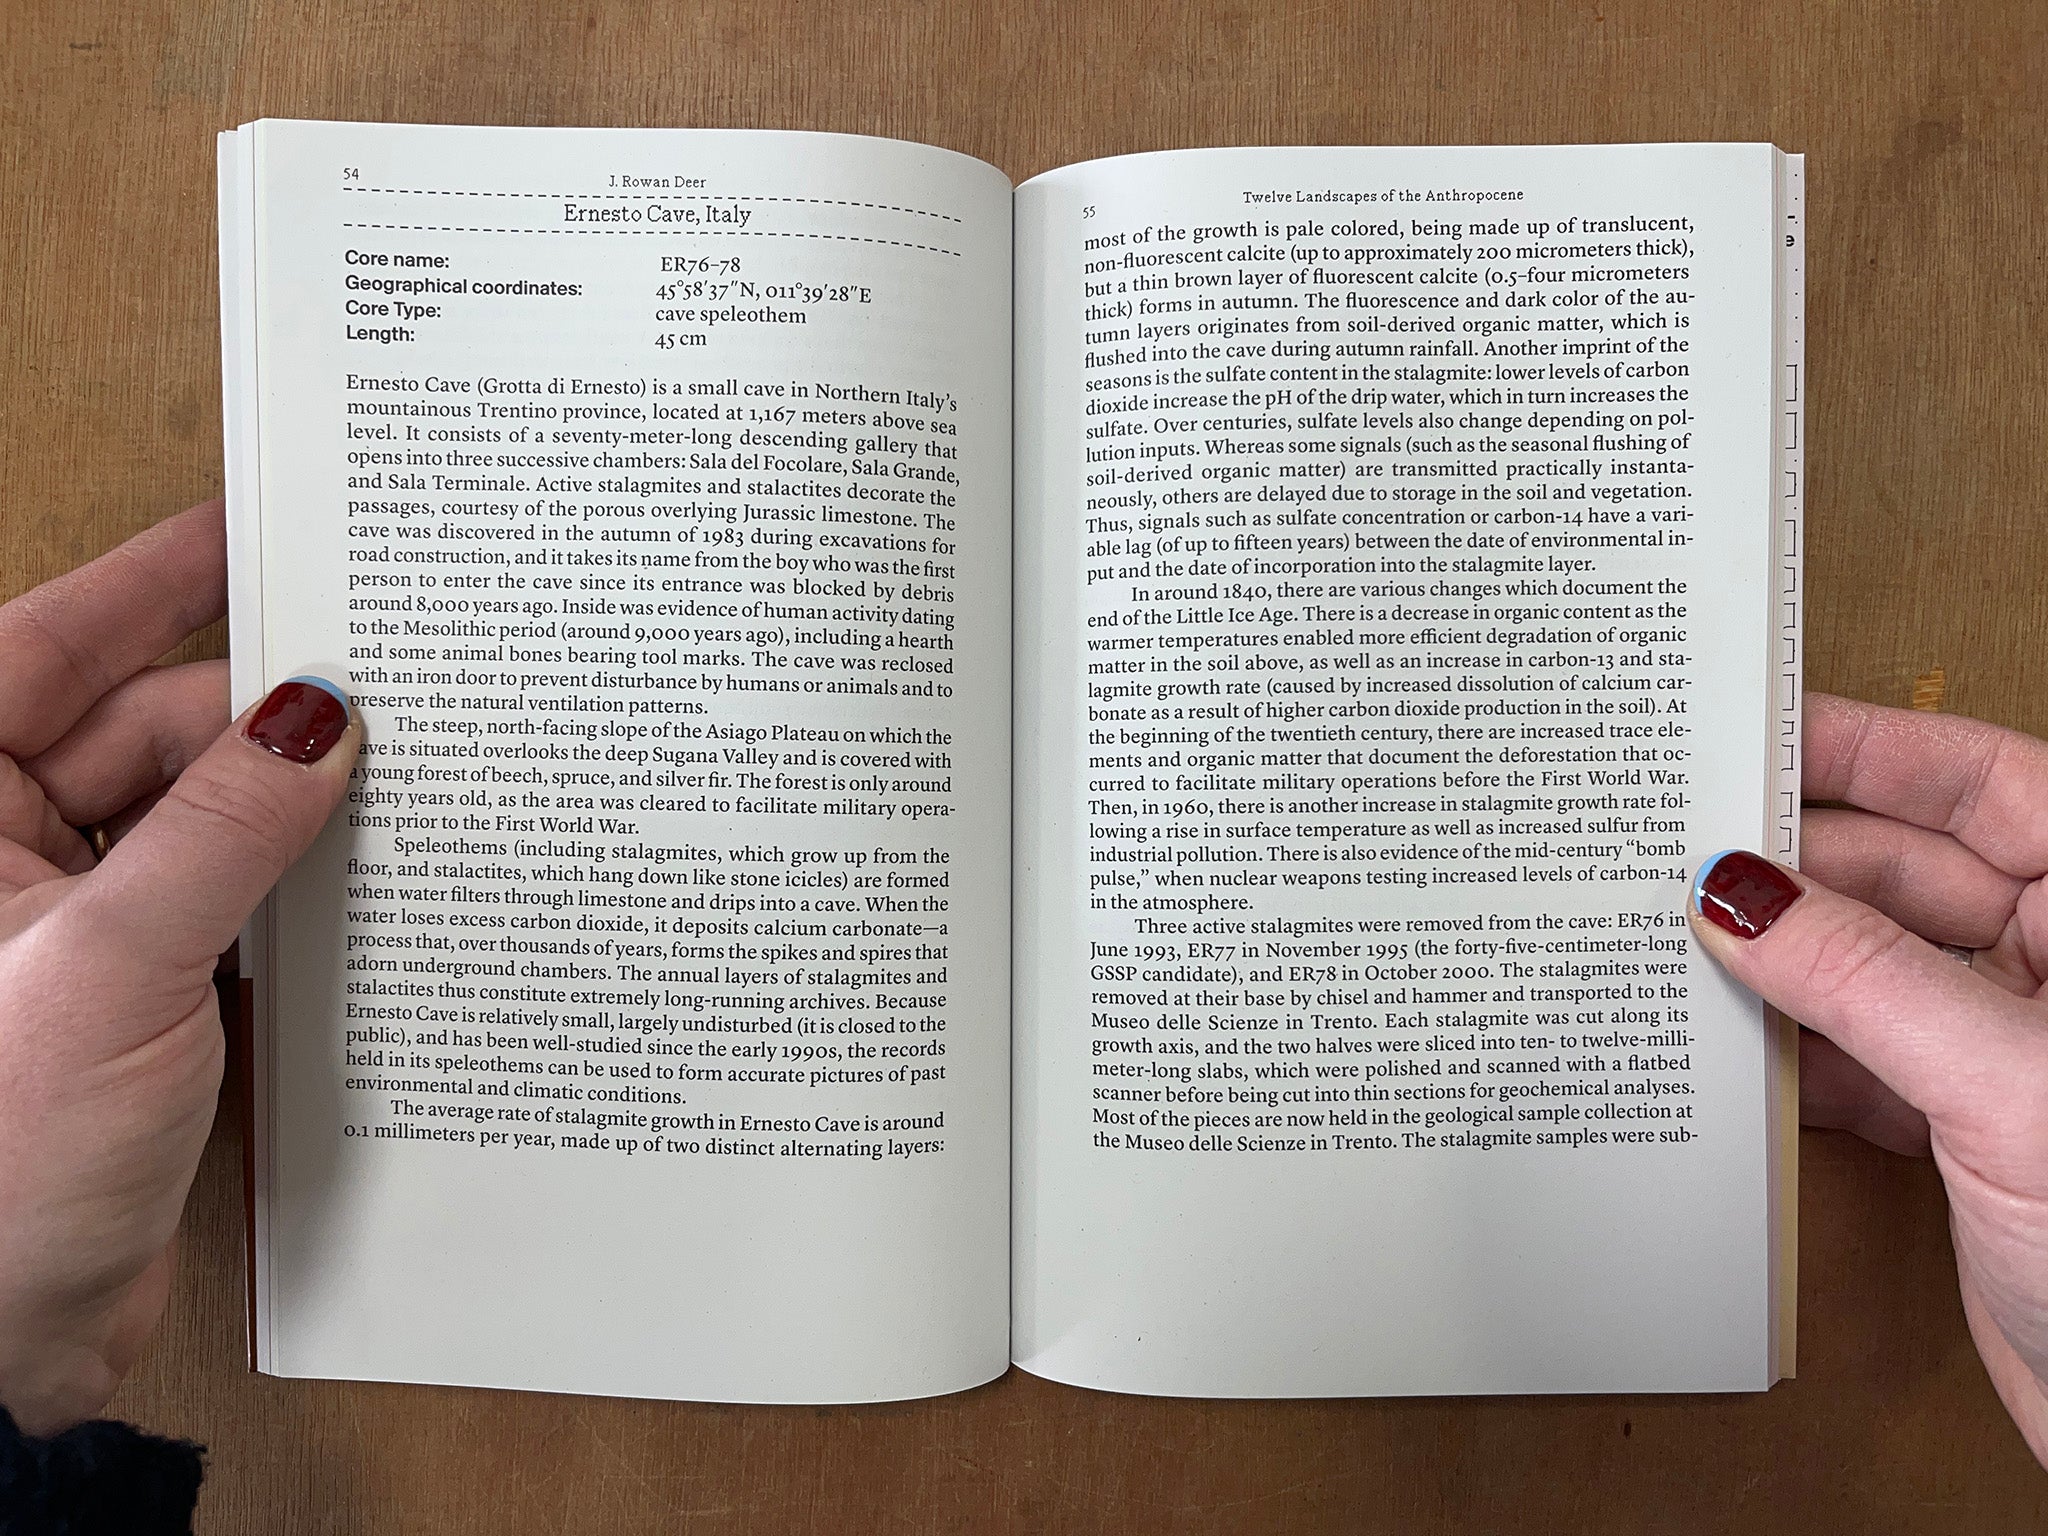 54
J. Rowan Deer
Ernesto Cave, Italy
Core name: ER76–78
Geographical coordinates: 45°58′37″N, 011°39′28″E
Core Type: cave speleothem
Length: 45 cm
Ernesto Cave (Grotta di Ernesto) is a small cave in Northern Italy's
mountainous Trentino province, located at 1,167 meters above sea
level. It consists of a seventy-meter-long descending gallery that
opens into three successive chambers: Sala del Focolare, Sala Grande,
and Sala Terminale. Active stalagmites and stalactites decorate the
passages, courtesy of the porous overlying Jurassic limestone. The
cave was discovered in the autumn of 1983 during excavations for
road construction, and it takes its name from the boy who was the first
person to enter the cave since its entrance was blocked by debris
around 8,000 years ago. Inside was evidence of human activity dating
to the Mesolithic period (around 9,000 years ago), including a hearth
and some animal bones bearing tool marks. The cave was reclosed
with an iron door to prevent disturbance by humans or animals and to
preserve the natural ventilation patterns.
The steep, north-facing slope of the Asiago Plateau on which the
ave is situated overlooks the deep Sugana Valley and is covered with
a young forest of beech, spruce, and silver fir. The forest is only around
eighty years old, as the area was cleared to facilitate military opera-
tions prior to the First World War.
Speleothems (including stalagmites, which grow up from the
floor, and stalactites, which hang down like stone icicles) are formed
when water filters through limestone and drips into a cave. When the
water loses excess carbon dioxide, it deposits calcium carbonate—a
process that, over thousands of years, forms the spikes and spires that
adorn underground chambers. The annual layers of stalagmites and
stalactites thus constitute extremely long-running archives. Because
Ernesto Cave is relatively small, largely undisturbed (it is closed to the
public), and has been well-studied since the early 1990s, the records
held in its speleothems can be used to form accurate pictures of past
environmental and climatic conditions.
The average rate of stalagmite growth in Ernesto Cave is around
0.1 millimeters per year, made up of two distinct alternating layers:
55
Twelve Landscapes of the Anthropocene
most of the growth is pale colored, being made up of translucent,
non-fluorescent calcite (up to approximately 200 micrometers thick),
but a thin brown layer of fluorescent calcite (0.5–four micrometers
thick) forms in autumn. The fluorescence and dark color of the au-
tumn layers originates from soil-derived organic matter, which is
flushed into the cave during autumn rainfall. Another imprint of the
seasons is the sulfate content in the stalagmite: lower levels of carbon
dioxide increase the pH of the drip water, which in turn increases the
sulfate. Over centuries, sulfate levels also change depending on pol-
lution inputs. Whereas some signals (such as the seasonal flushing of
soil-derived organic matter) are transmitted practically instanta-
neously, others are delayed due to storage in the soil and vegetation.
Thus, signals such as sulfate concentration or carbon-14 have a vari-
able lag (of up to fifteen years) between the date of environmental in-
put and the date of incorporation into the stalagmite layer.
In around 1840, there are various changes which document the
end of the Little Ice Age. There is a decrease in organic content as the
warmer temperatures enabled more efficient degradation of organic
matter in the soil above, as well as an increase in carbon-13 and sta-
lagmite growth rate (caused by increased dissolution of calcium car-
bonate as a result of higher carbon dioxide production in the soil). At
the beginning of the twentieth century, there are increased trace ele-
ments and organic matter that document the deforestation that oc-
curred to facilitate military operations before the First World War.
Then, in 1960, there is another increase in stalagmite growth rate fol-
lowing a rise in surface temperature as well as increased sulfur from
industrial pollution. There is also evidence of the mid-century “bomb
pulse,” when nuclear weapons testing increased levels of carbon-14
in the atmosphere.
Three active stalagmites were removed from the cave: ER76 in
June 1993, ER77 in November 1995 (the forty-five-centimeter-long
GSSP candidate), and ER78 in October 2000. The stalagmites were
removed at their base by chisel and hammer and transported to the
Museo delle Scienze in Trento. Each stalagmite was cut along its
growth axis, and the two halves were sliced into ten- to twelve-milli-
meter-long slabs, which were polished and scanned with a flatbed
scanner before being cut into thin sections for geochemical analyses.
Most of the pieces are now held in the geological sample collection at
the Museo delle Scienze in Trento. The stalagmite samples were sub-